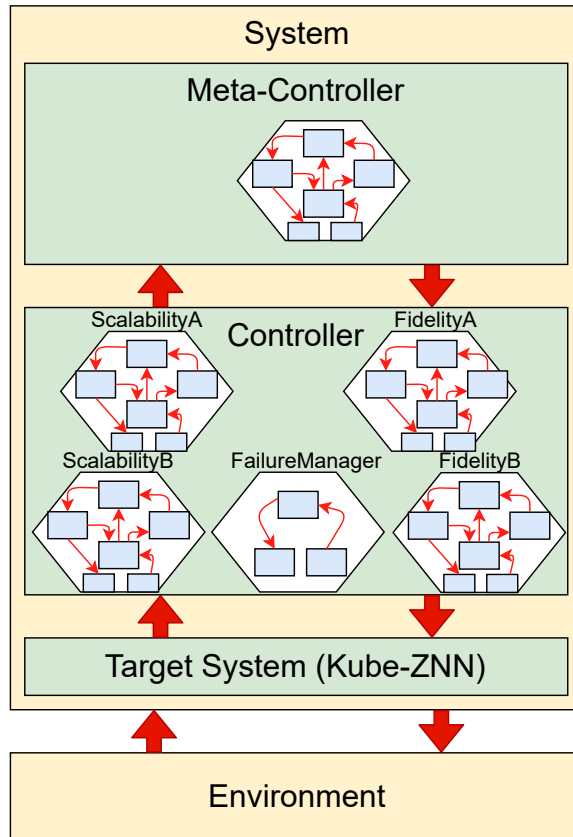 System
Meta-Controller
ScalabilityA
Controller
FidelityA
ScalabilityB
FailureManager
FidelityB
Target System (Kube-ZNN)
Environment